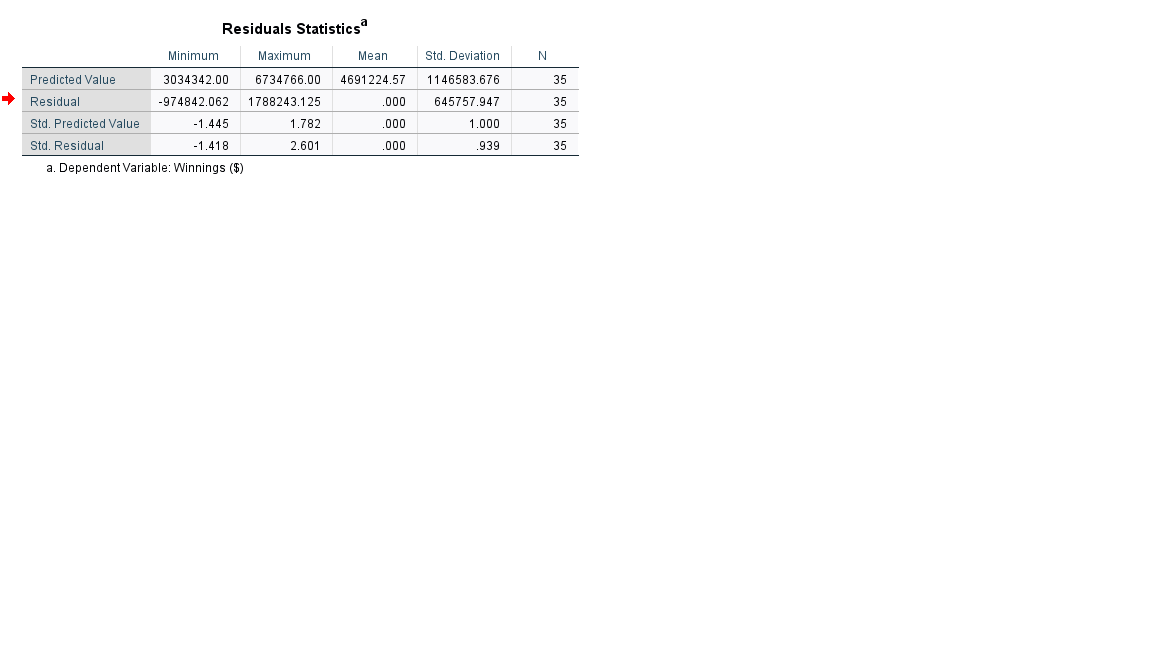 Residuals Statisticsa
Minimum Maximum Mean Std. Deviation N
Predicted Value 3034342.00 6734766.00 4691224.57 1146583.676 35
Residual -974842.062 1788243.125 .000 645757.947 35
Std. Predicted Value -1.445 1.782 .000 1.000 35
Std. Residual -1.418 2.601 .000 .939 35
a. Dependent Variable: Winnings ($)